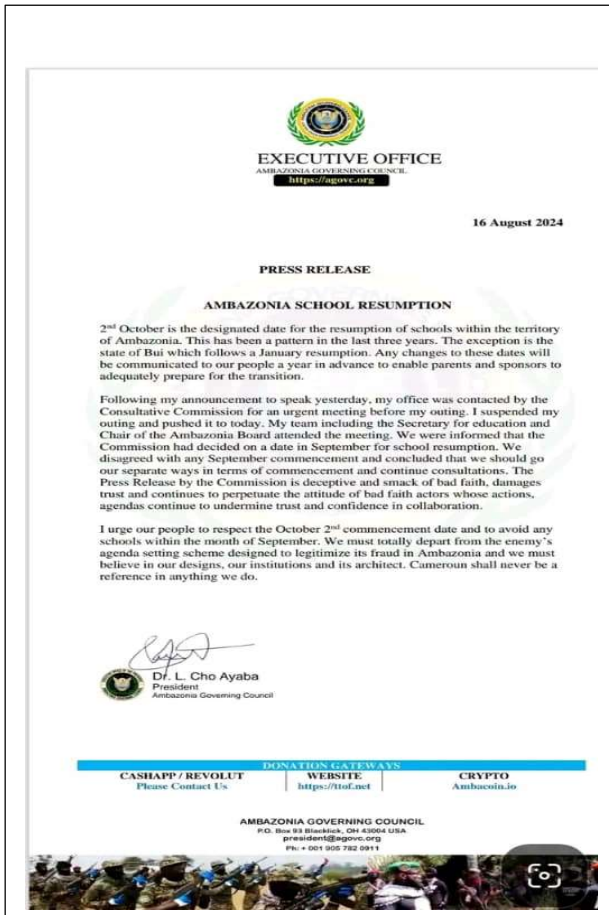 EXECUTIVE OFFICE
AMBAZONIA GOVERNING COUNCIL
https://agovc.org
16 August 2024
PRESS RELEASE
AMBAZONIA SCHOOL RESUMPTION
2nd October is the designated date for the resumption of schools within the territory
of Ambazonia. This has been a pattern in the last three years. The exception is the
state of Bui which follows a January resumption. Any changes to these dates will
be communicated to our people a year in advance to enable parents and sponsors to
adequately prepare for the transition.
Following my announcement to speak yesterday, my office was contacted by the
Consultative Commission for an urgent meeting before my outing. I suspended my
outing and pushed it to today. My team including the Secretary for education and
Chair of the Ambazonia Board attended the meeting. We were informed that the
Commission had decided on a date in September for school resumption. We
disagreed with any September commencement and concluded that we should go
our separate ways in terms of commencement and continue consultations. The
Press Release by the Commission is deceptive and smack of bad faith, damages
trust and continues to perpetuate the attitude of bad faith actors whose actions,
agendas continue to undermine trust and confidence in collaboration.
I urge our people to respect the October 2nd commencement date and to avoid any
schools within the month of September. We must totally depart from the enemy's
agenda setting scheme designed to legitimize its fraud in Ambazonia and we must
believe in our designs, our institutions and its architect. Cameroun shall never be a
reference in anything we do.
Dr. L. Cho Ayaba
President
Ambazonia Governing Council
DONATION GATEWAYS
CASHAPP / REVOLUT WEBSITE CRYPTO
Please Contact Us https://ttof.net Ambacoin.io
AMBAZONIA GOVERNING COUNCIL
P.O. Box 93 Blacklick, OH 43004 USA
president@agovc.org
Ph: + 001 905 782 0911